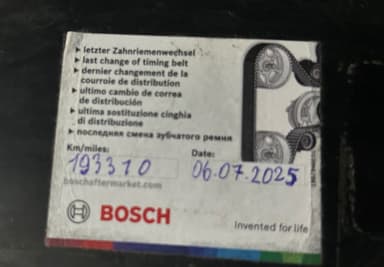 ▸ letzter Zahnriemenwechsel
▸ last change of timing belt
▸ dernier changement de la
courroie de distribution
▸ ultimo cambio de correa
de distribución
▸ ultima sostituzione cinghia
di distribuzione
▸ последняя смена зубчатого ремня
Km/miles: Date:
193310 06.07.2025
boschaftermarket.com
BOSCH
Invented for life